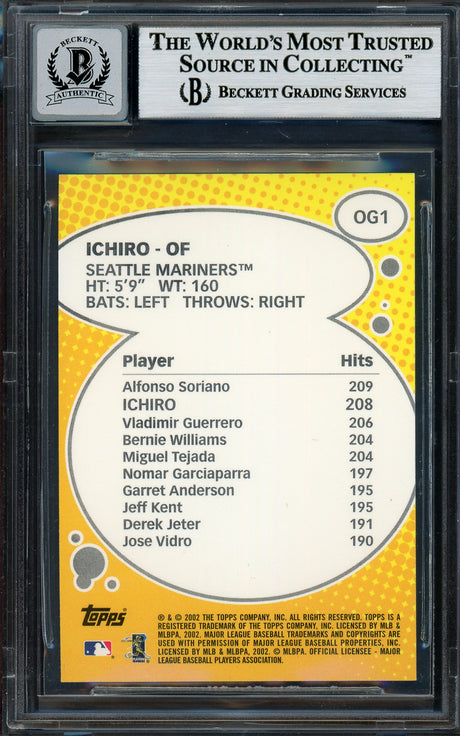 BECKETT
B
AUTHENTIC
THE WORLD'S MOST TRUSTED
SOURCE IN COLLECTING™
B BECKETT GRADING SERVICES
OG1
ICHIRO - OF
SEATTLE MARINERS™
HT: 5'9" WT: 160
BATS: LEFT THROWS: RIGHT
Player Hits
Alfonso Soriano 209
ICHIRO 208
Vladimir Guerrero 206
Bernie Williams 204
Miguel Tejada 204
Nomar Garciaparra 197
Garret Anderson 195
Jeff Kent 195
Derek Jeter 191
Jose Vidro 190
Topps
® & © 2002 THE TOPPS COMPANY, INC. ALL RIGHTS RESERVED. TOPPS IS A
REGISTERED TRADEMARK OF THE TOPPS COMPANY, INC. LICENSED BY MLB &
MLBPA, 2002. MAJOR LEAGUE BASEBALL TRADEMARKS AND COPYRIGHTS ARE
USED WITH PERMISSION OF MAJOR LEAGUE BASEBALL PROPERTIES, INC.
LICENSED BY MLB & MLBPA, 2002. © MLBPA. OFFICIAL LICENSEE - MAJOR
LEAGUE BASEBALL PLAYERS ASSOCIATION.